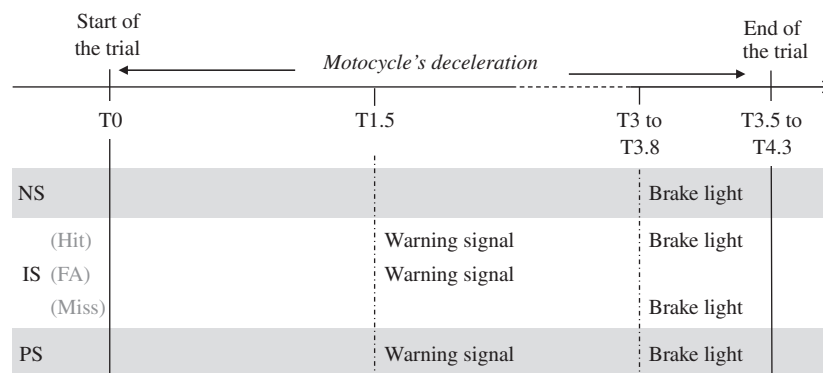 Start of
the trial
Motocycle's deceleration
End of
the trial
T0
T1.5
T3 to
T3.8
T3.5 to
T4.3
NS
Brake light
(Hit)
Warning signal
Brake light
IS (FA)
Warning signal
(Miss)
Brake light
PS
Warning signal
Brake light